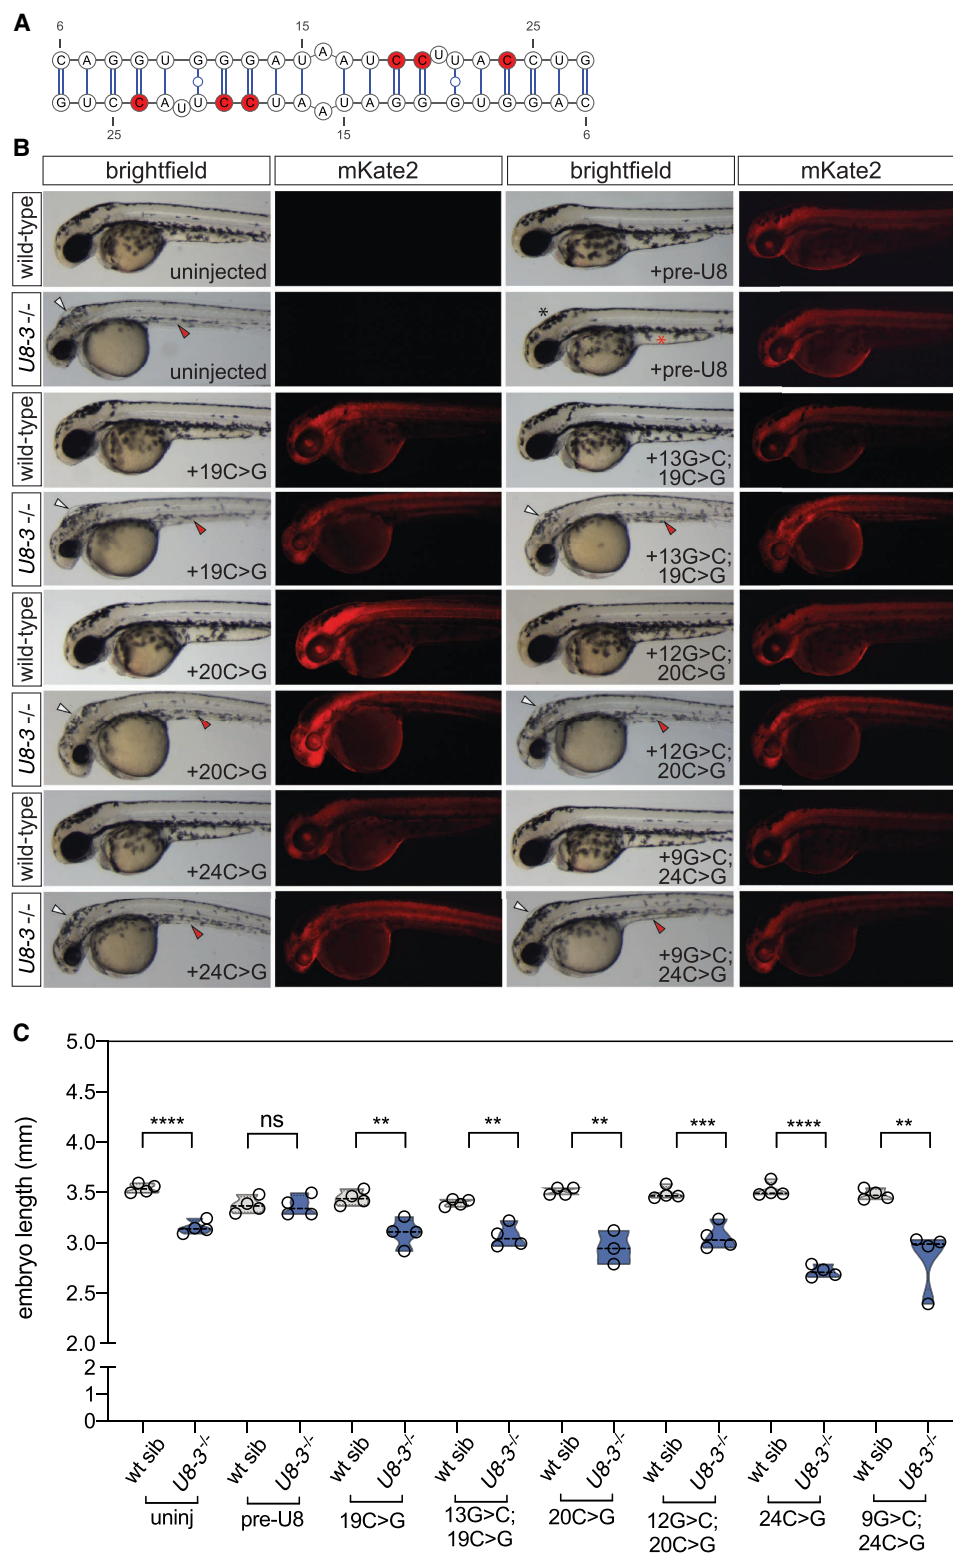 A
6 15 25
C A G G U G G G A U A A U C C U U A C C U G
G U C C A U U C C U A A U A G G G U G G A C
25 15 6
B
brightfield mKate2 brightfield mKate2
wild-type
uninjected
+pre-U8
U8-3 -/-
uninjected
*
*
+pre-U8
wild-type
+19C>G
+13G>C;
19C>G
U8-3 -/-
+19C>G
+13G>C;
19C>G
wild-type
+20C>G
+12G>C;
20C>G
U8-3 -/-
+20C>G
+12G>C;
20C>G
wild-type
+24C>G
+9G>C;
24C>G
U8-3 -/-
+24C>G
+9G>C;
24C>G
C
embryo length (mm)
5.0
4.5
4.0
3.5
3.0
2.5
2.0
2
1
0
**** ns ** ** ** *** **** **
wt sib U8-3-/- wt sib U8-3-/- wt sib U8-3-/- wt sib U8-3-/- wt sib U8-3-/- wt sib U8-3-/- wt sib U8-3-/- wt sib U8-3-/-
uninj
pre-U8
19C>G
13G>C;
19C>G
20C>G
12G>C;
20C>G
24C>G
9G>C;
24C>G